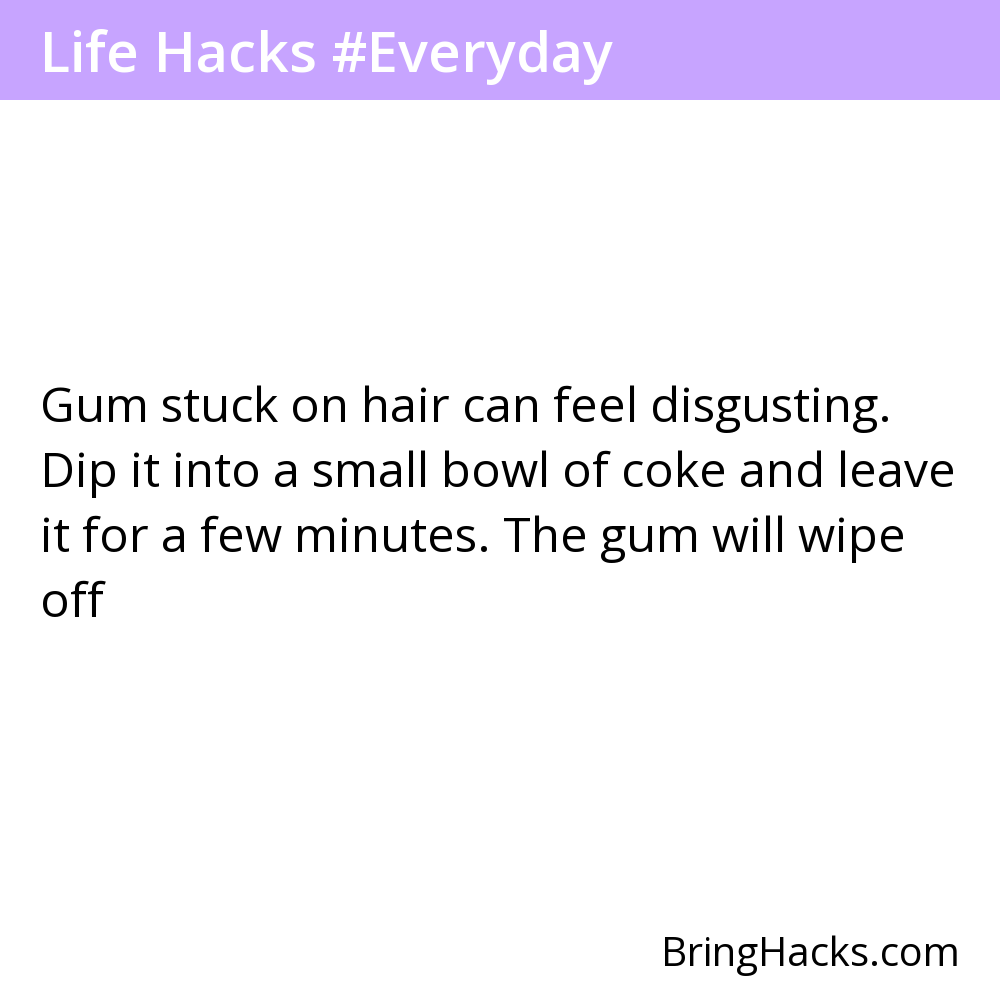 Life Hacks #Everyday
Gum stuck on hair can feel disgusting.
Dip it into a small bowl of coke and leave
it for a few minutes. The gum will wipe
off
BringHacks.com